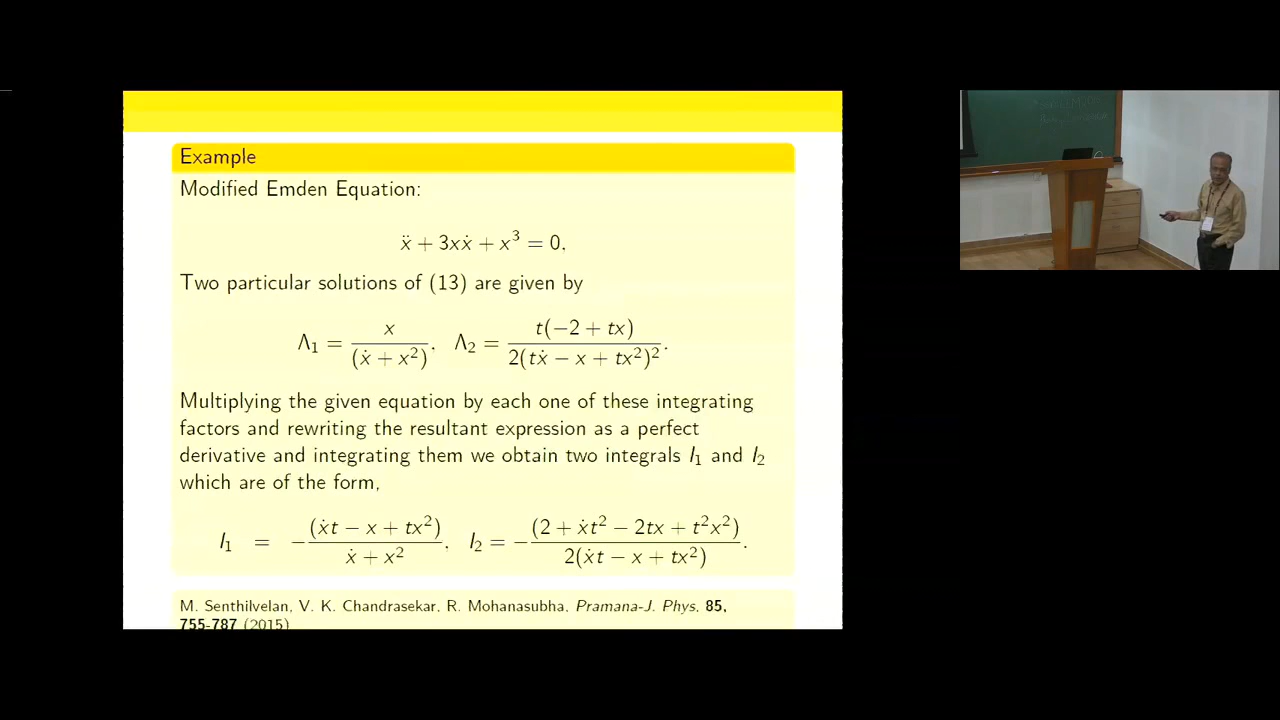 Example
Modified Emden Equation:
ẍ + 3xẋ + x³ = 0,
Two particular solutions of (13) are given by
Λ₁ = x / (ẋ + x²), Λ₂ = t(−2 + tx) / 2(tẋ − x + tx²)².
Multiplying the given equation by each one of these integrating
factors and rewriting the resultant expression as a perfect
derivative and integrating them we obtain two integrals I₁ and I₂
which are of the form,
I₁ = −(ẋt − x + tx²) / ẋ + x², I₂ = −(2 + ẋt² − 2tx + t²x²) / 2(ẋt − x + tx²).
M. Senthilvelan, V. K. Chandrasekar, R. Mohanasubha, Pramana-J. Phys. 85,
755-787 (2015)